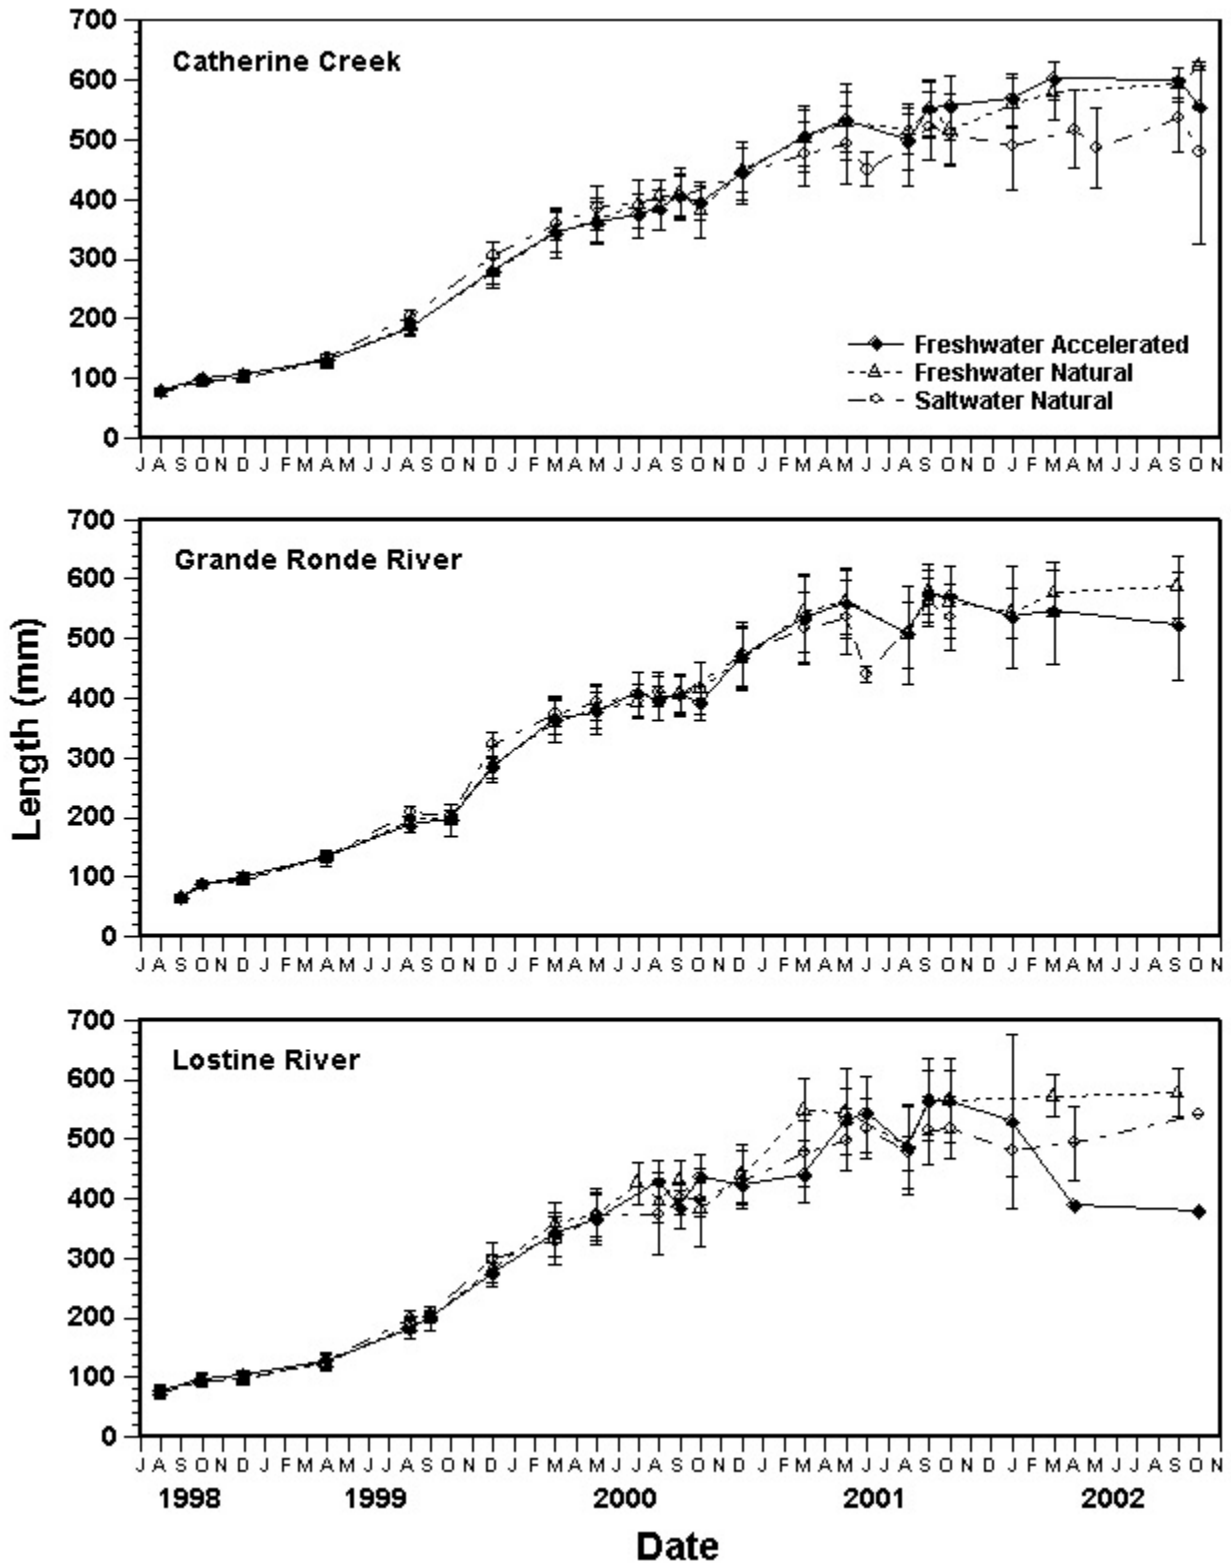 700
Catherine Creek
600
500
400
300
200
Freshwater Accelerated
Freshwater Natural
Saltwater Natural
100
0
J A S O N D J F M A M J J A S O N D J F M A M J J A S O N D J F M A M J J A S O N D J F M A M J J A S O N
700
Grande Ronde River
600
500
400
300
200
100
0
Length (mm)
J A S O N D J F M A M J J A S O N D J F M A M J J A S O N D J F M A M J J A S O N D J F M A M J J A S O N
700
Lostine River
600
500
400
300
200
100
0
J A S O N D J F M A M J J A S O N D J F M A M J J A S O N D J F M A M J J A S O N D J F M A M J J A S O N
1998 1999 2000 2001 2002
Date